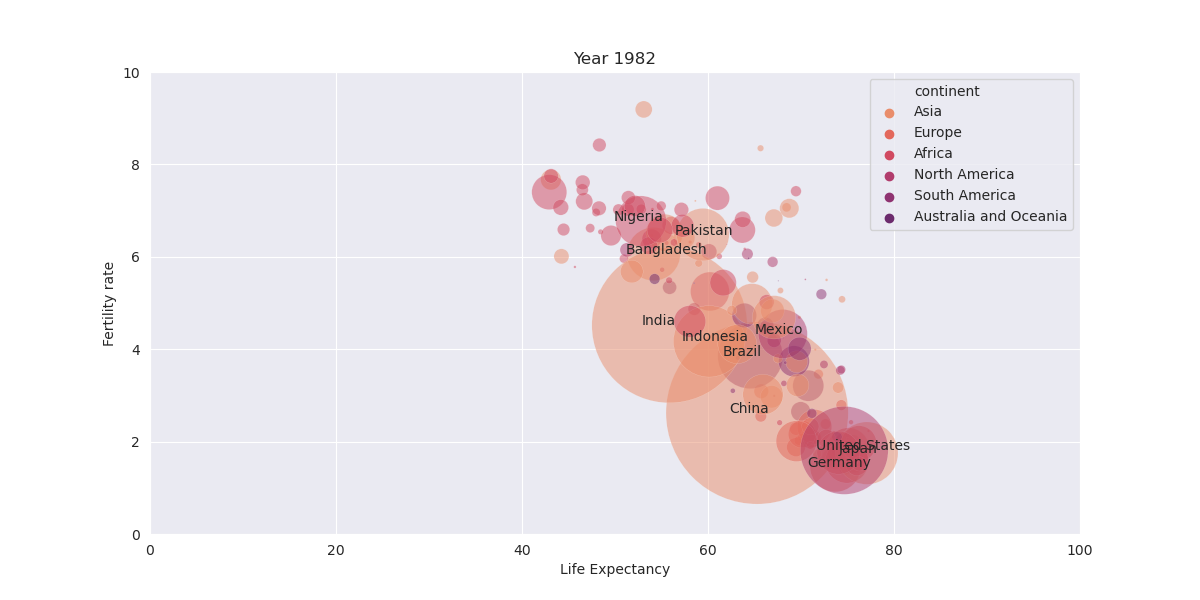 Year 1982
10
8
6
4
2
0
Fertility rate
0
20
40
60
80
100
Life Expectancy
continent
Asia
Europe
Africa
North America
South America
Australia and Oceania
Nigeria
Pakistan
Bangladesh
India
Mexico
Indonesia
Brazil
China
United States
Japan
Germany